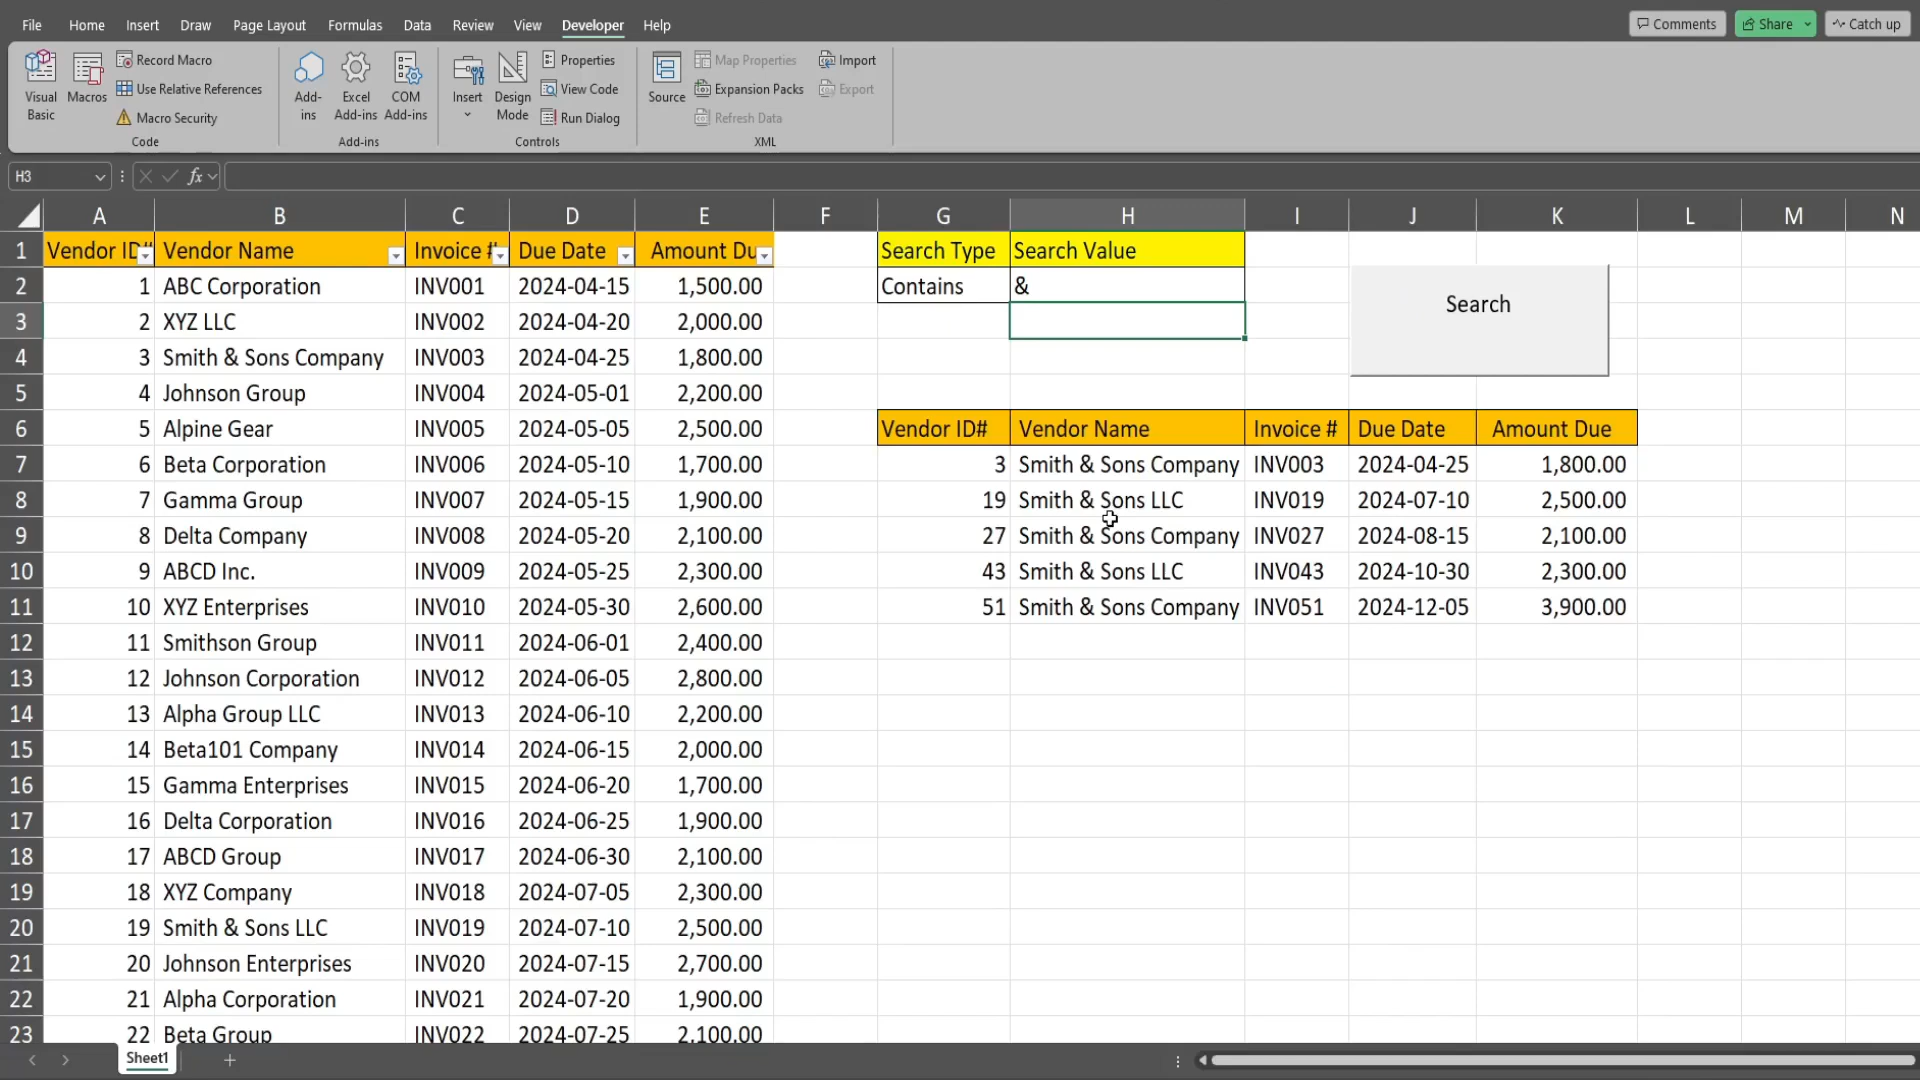 File Home Insert Draw Page Layout Formulas Data Review View Developer Help Comments Share Catch up
Visual Basic Macros Record Macro Use Relative References Macro Security Code
Add-ins Excel Add-ins COM Add-ins Add-ins
Insert Design Mode Properties View Code Run Dialog Controls
Source Map Properties Expansion Packs Refresh Data Import Export XML
H3 fx
A B C D E F G H I J K L M N
1 Vendor ID# Vendor Name Invoice # Due Date Amount Du Search Type Search Value
2 1 ABC Corporation INV001 2024-04-15 1,500.00 Contains & Search
3 2 XYZ LLC INV002 2024-04-20 2,000.00
4 3 Smith & Sons Company INV003 2024-04-25 1,800.00
5 4 Johnson Group INV004 2024-05-01 2,200.00
6 5 Alpine Gear INV005 2024-05-05 2,500.00 Vendor ID# Vendor Name Invoice # Due Date Amount Due
7 6 Beta Corporation INV006 2024-05-10 1,700.00 3 Smith & Sons Company INV003 2024-04-25 1,800.00
8 7 Gamma Group INV007 2024-05-15 1,900.00 19 Smith & Sons LLC INV019 2024-07-10 2,500.00
9 8 Delta Company INV008 2024-05-20 2,100.00 27 Smith & Sons Company INV027 2024-08-15 2,100.00
10 9 ABCD Inc. INV009 2024-05-25 2,300.00 43 Smith & Sons LLC INV043 2024-10-30 2,300.00
11 10 XYZ Enterprises INV010 2024-05-30 2,600.00 51 Smith & Sons Company INV051 2024-12-05 3,900.00
12 11 Smithson Group INV011 2024-06-01 2,400.00
13 12 Johnson Corporation INV012 2024-06-05 2,800.00
14 13 Alpha Group LLC INV013 2024-06-10 2,200.00
15 14 Beta101 Company INV014 2024-06-15 2,000.00
16 15 Gamma Enterprises INV015 2024-06-20 1,700.00
17 16 Delta Corporation INV016 2024-06-25 1,900.00
18 17 ABCD Group INV017 2024-06-30 2,100.00
19 18 XYZ Company INV018 2024-07-05 2,300.00
20 19 Smith & Sons LLC INV019 2024-07-10 2,500.00
21 20 Johnson Enterprises INV020 2024-07-15 2,700.00
22 21 Alpha Corporation INV021 2024-07-20 1,900.00
23 22 Beta Group INV022 2024-07-25 2,100.00
Sheet1